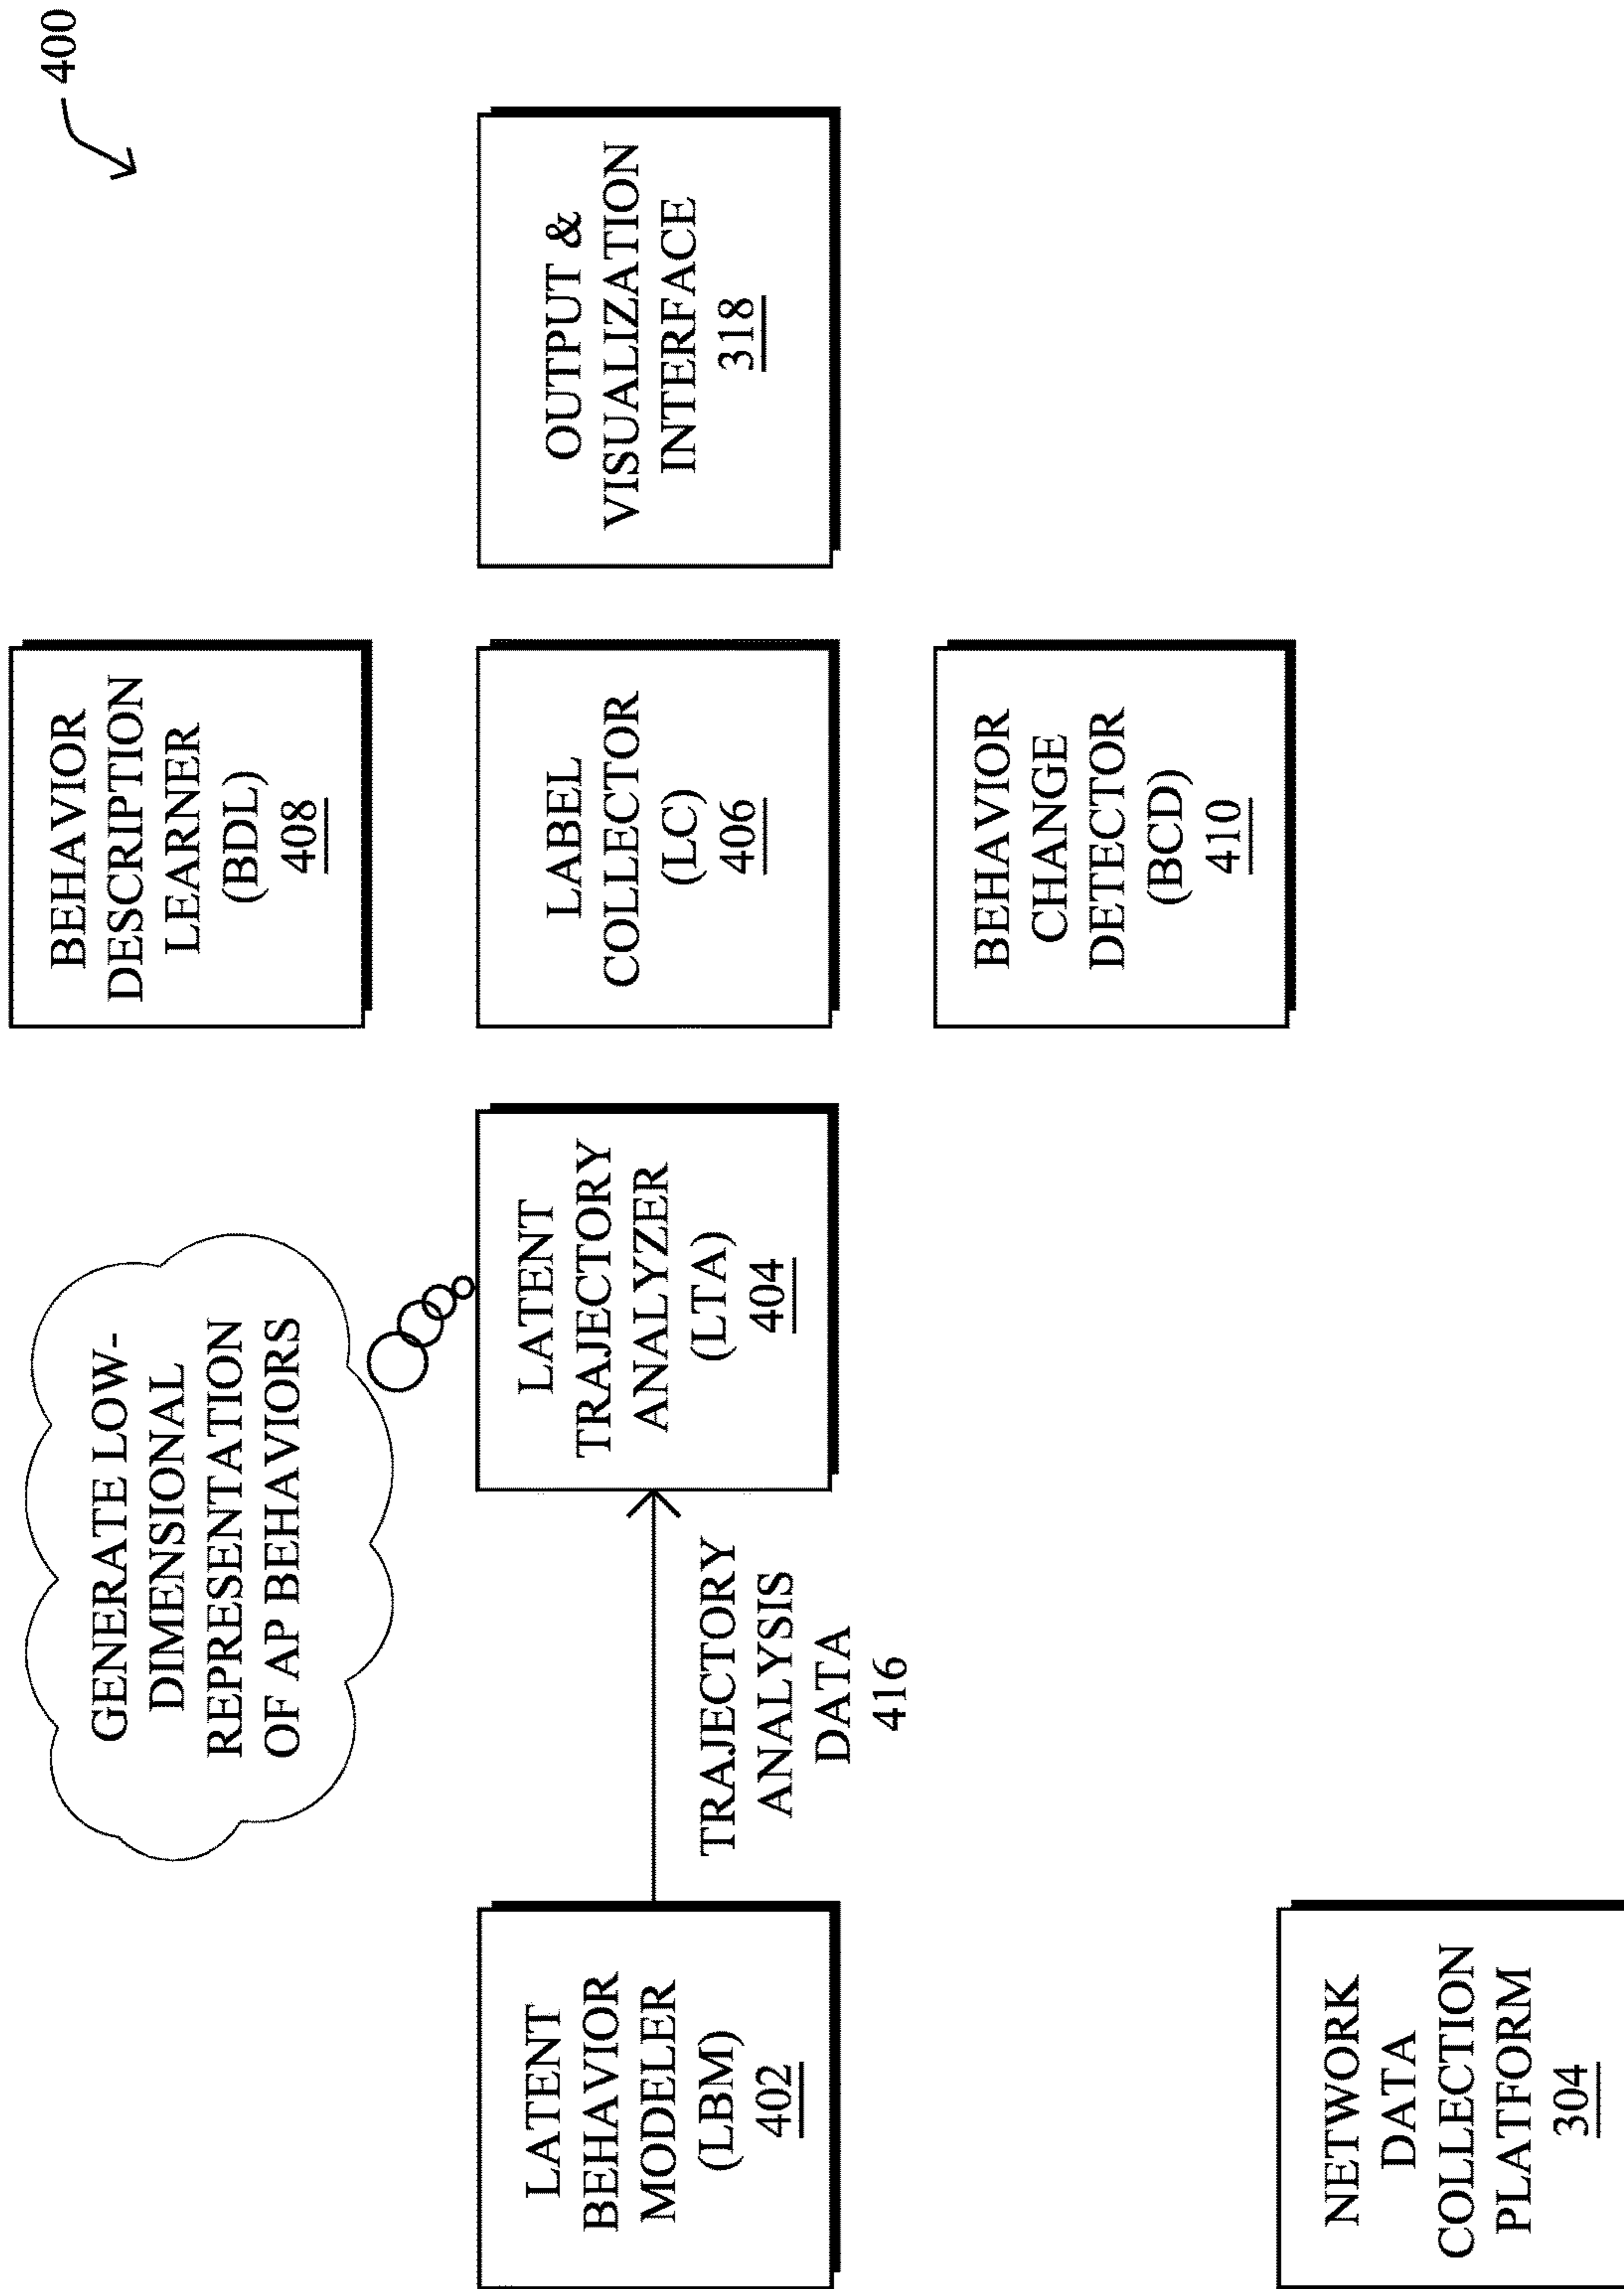 400
GENERATE LOW-
DIMENSIONAL
REPRESENTATION
OF AP BEHAVIORS
BEHAVIOR
DESCRIPTION
LEARNER
(BDL)
408
LATENT
BEHAVIOR
MODELER
(LBM)
402
TRAJECTORY
ANALYSIS
DATA
416
LATENT
TRAJECTORY
ANALYZER
(LTA)
404
LABEL
COLLECTOR
(LC)
406
OUTPUT &
VISUALIZATION
INTERFACE
318
BEHAVIOR
CHANGE
DETECTOR
(BCD)
410
NETWORK
DATA
COLLECTION
PLATFORM
304